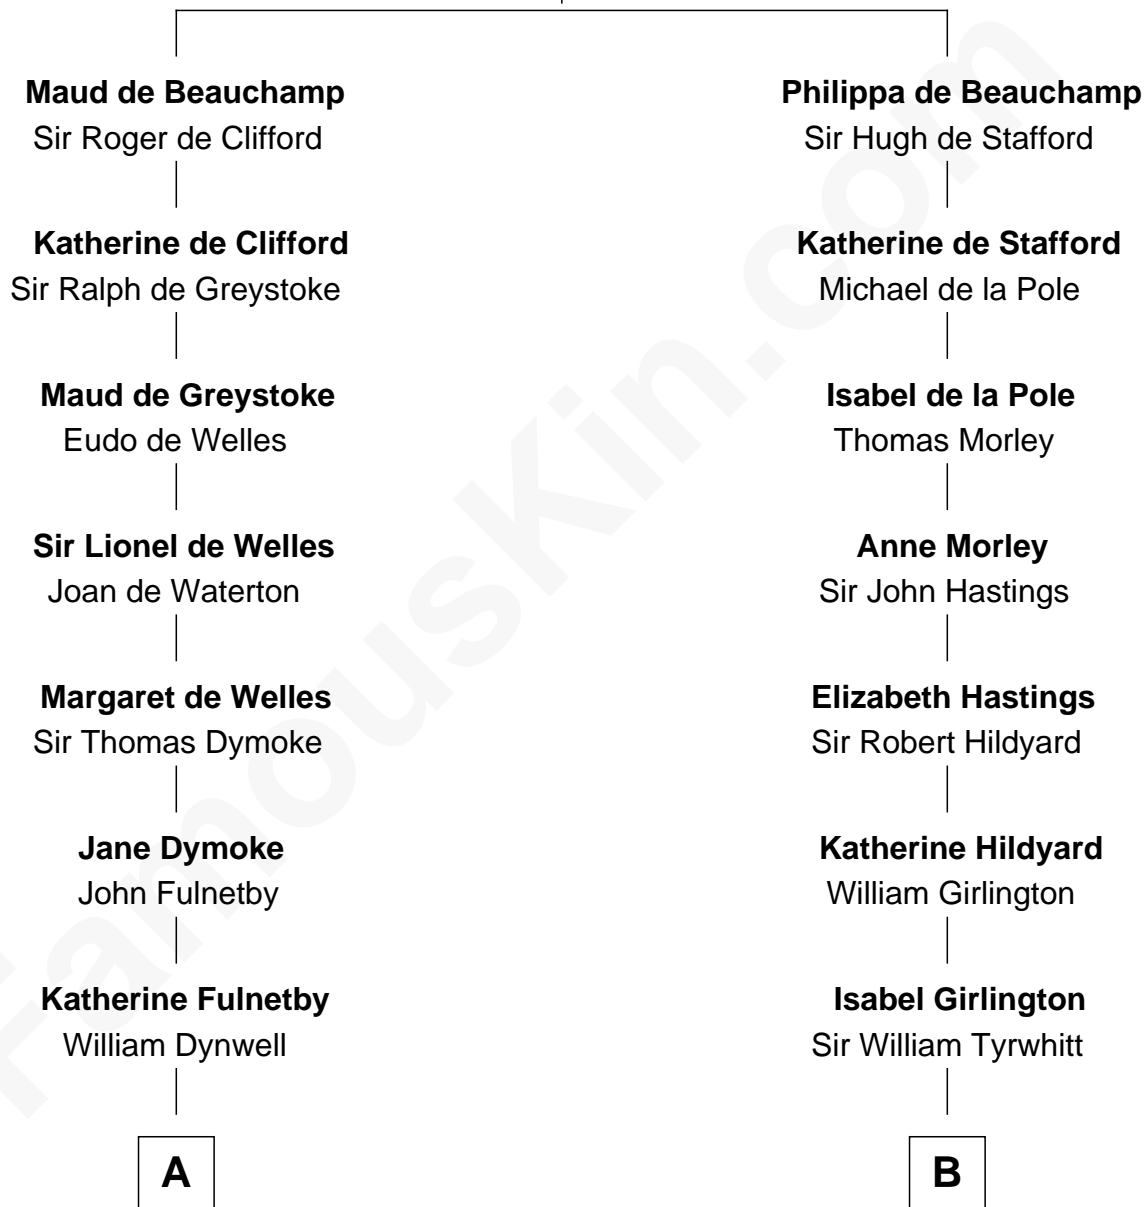 Maud de Beauchamp
Sir Roger de Clifford
Katherine de Clifford
Sir Ralph de Greystoke
Maud de Greystoke
Eudo de Welles
Sir Lionel de Welles
Joan de Waterton
Margaret de Welles
Sir Thomas Dymoke
Jane Dymoke
John Fulnetby
Katherine Fulnetby
William Dynwell
A
Philippa de Beauchamp
Sir Hugh de Stafford
Katherine de Stafford
Michael de la Pole
Isabel de la Pole
Thomas Morley
Anne Morley
Sir John Hastings
Elizabeth Hastings
Sir Robert Hildyard
Katherine Hildyard
William Girlington
Isabel Girlington
Sir William Tyrwhitt
B
FamousKin.com